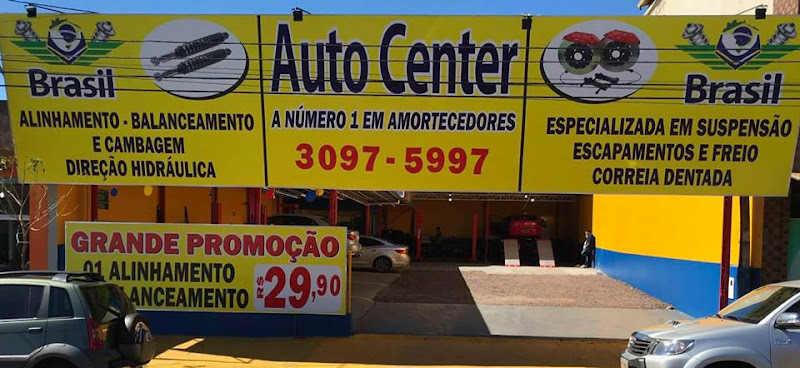 Brasil
ALINHAMENTO - BALANCEAMENTO
E CAMBAGEM
DIREÇÃO HIDRÁULICA
Auto Center
A NÚMERO 1 EM AMORTECEDORES
3097-5997
Brasil
ESPECIALIZADA EM SUSPENSÃO
ESCAPAMENTOS E FREIO
CORREIA DENTADA
GRANDE PROMOÇÃO
01 ALINHAMENTO
LANCEAMENTO
R$ 29,90